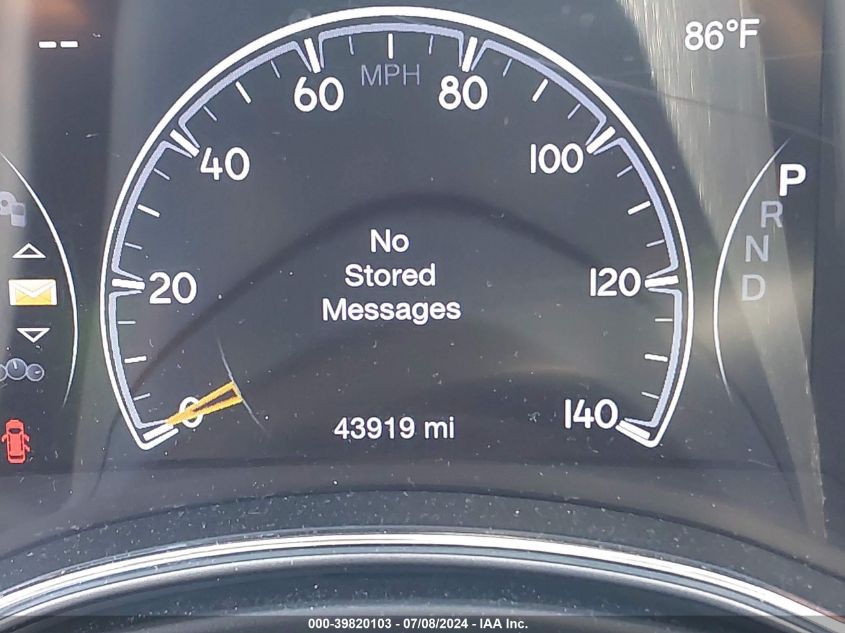 --
86°F
MPH
60
80
40
100
P
R
N
D
No
Stored
Messages
20
120
0
140
43919 mi
000-39820103 - 07/08/2024 - IAA Inc.